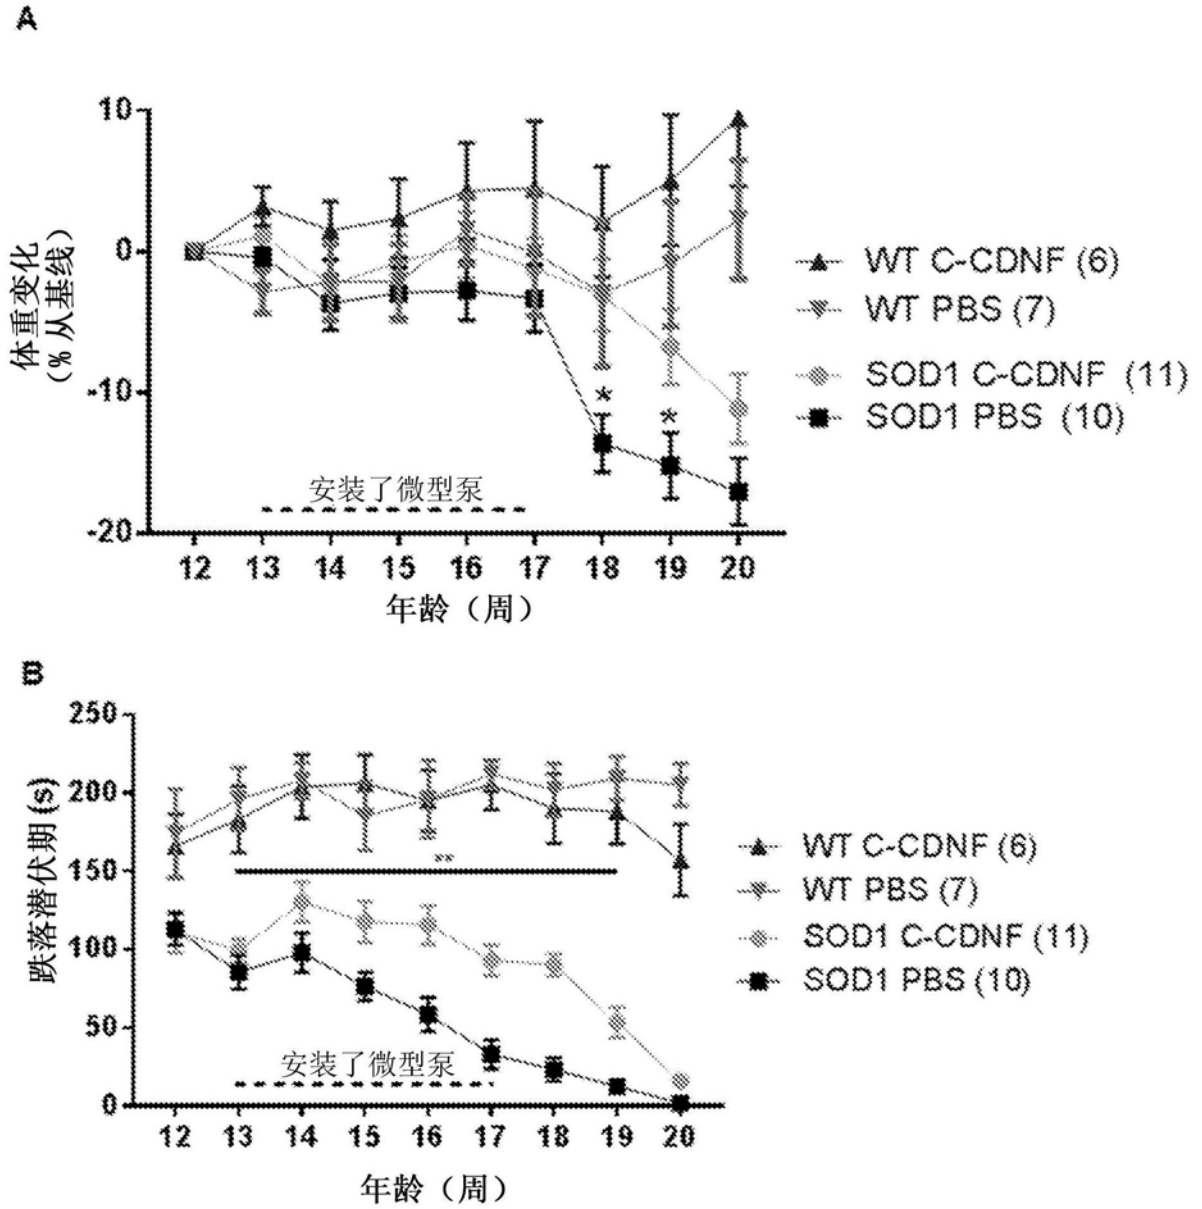 A
10
0
-10
-20
体重变化
(% 从基线)
*
*
安装了微型泵
12 13 14 15 16 17 18 19 20
年龄（周）
WT C-CDNF (6)
WT PBS (7)
SOD1 C-CDNF (11)
SOD1 PBS (10)
B
250
200
150
100
50
0
跌落潜伏期 (s)
**
安装了微型泵
12 13 14 15 16 17 18 19 20
年龄（周）
WT C-CDNF (6)
WT PBS (7)
SOD1 C-CDNF (11)
SOD1 PBS (10)